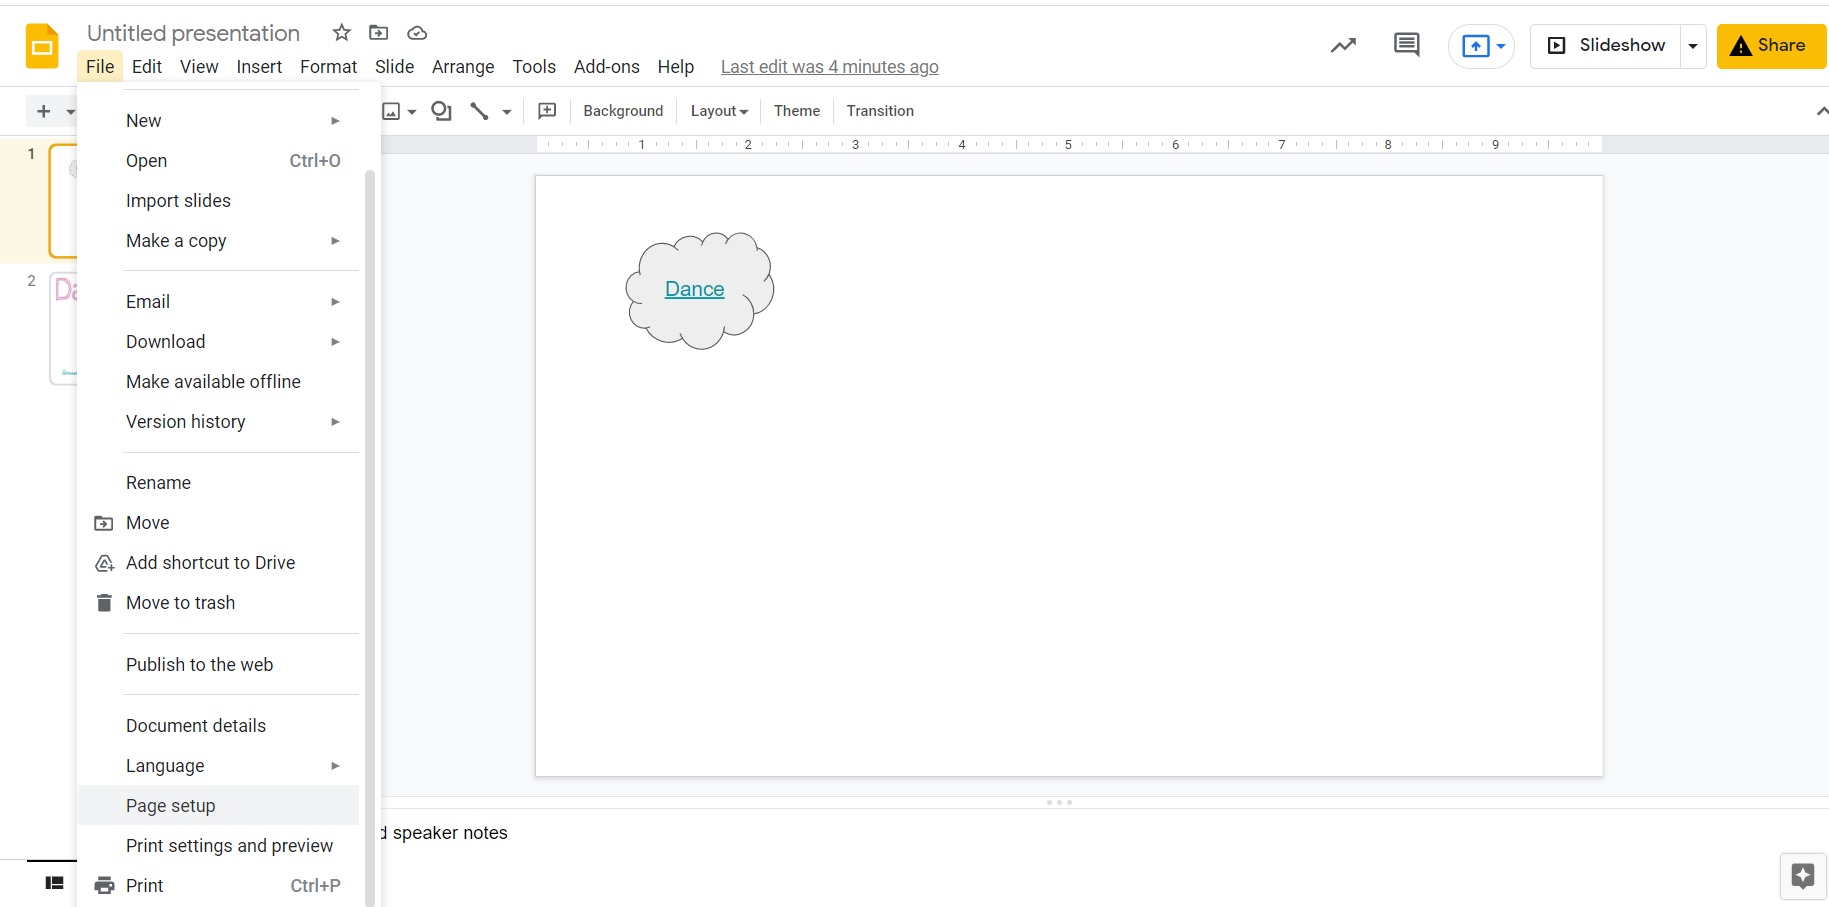 Untitled presentation
File Edit View Insert Format Slide Arrange Tools Add-ons Help Last edit was 4 minutes ago
Slideshow
Share
Background Layout Theme Transition
1 2 3 4 5 6 7 8 9
New
Open Ctrl+O
Import slides
Make a copy
Email
Download
Make available offline
Version history
Rename
Move
Add shortcut to Drive
Move to trash
Publish to the web
Document details
Language
Page setup
Print settings and preview
Print Ctrl+P
1
2
Da
Dance
d speaker notes